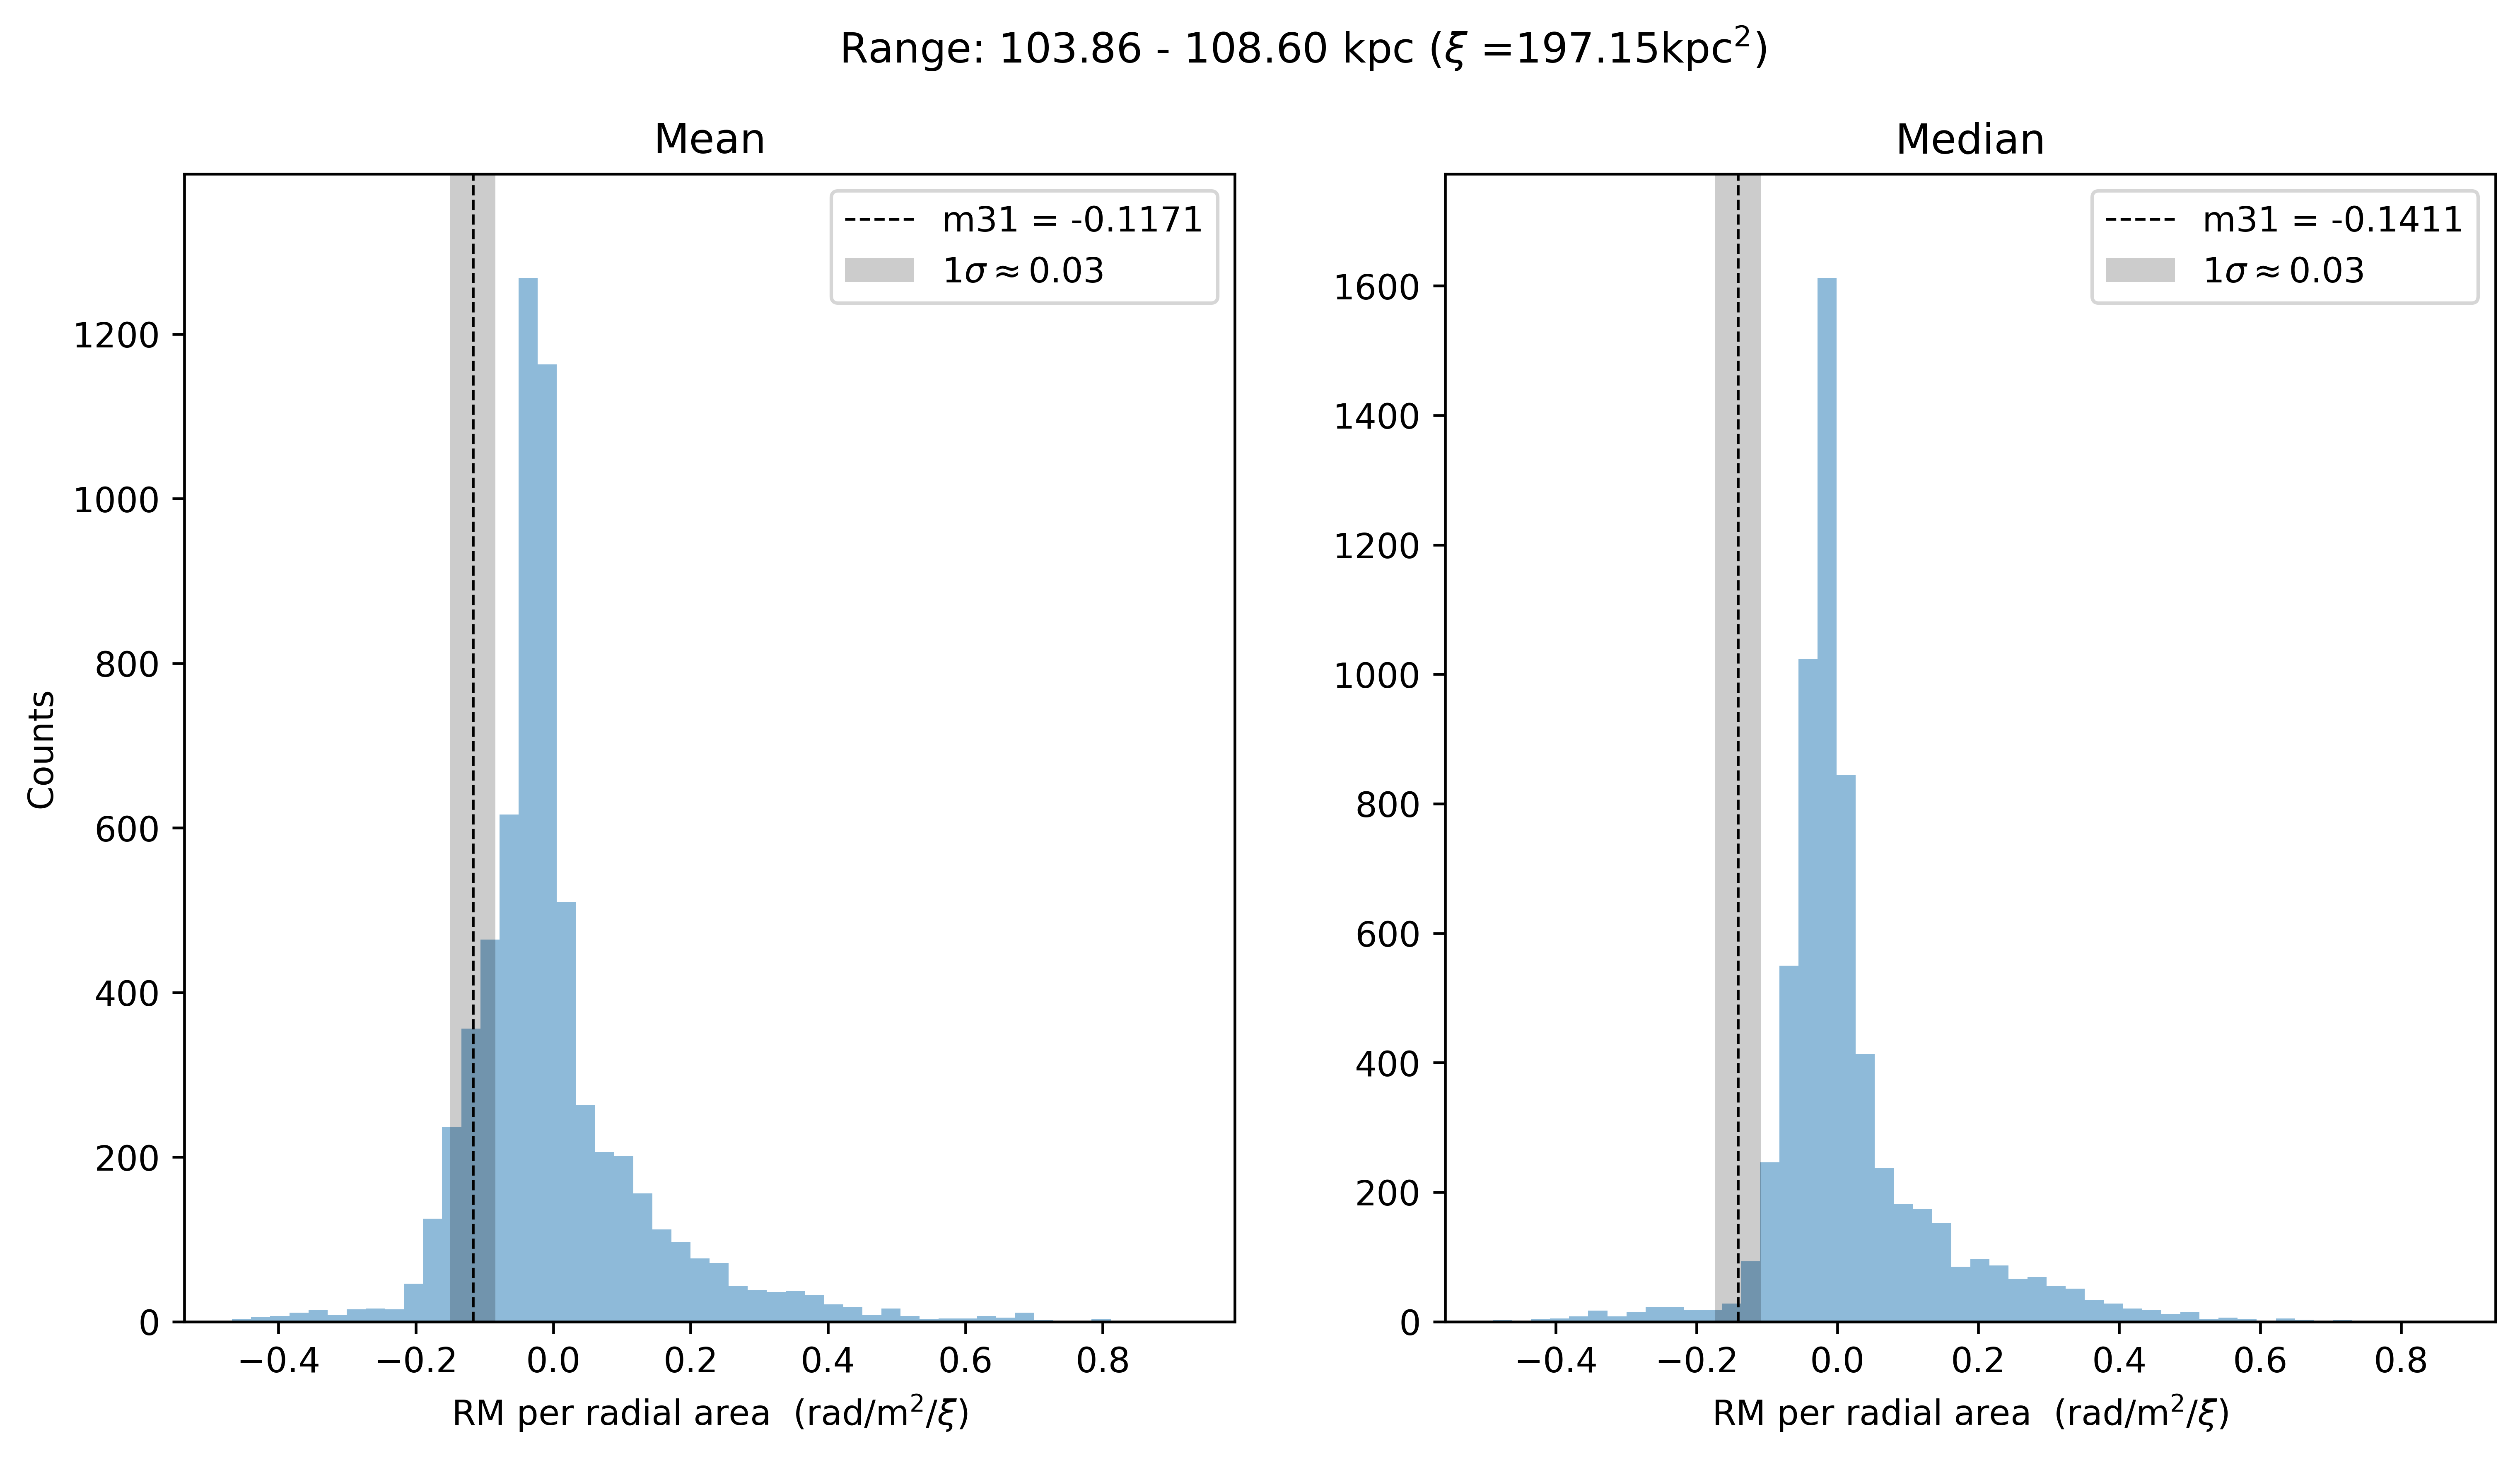 Range: 103.86 - 108.60 kpc (ξ =197.15kpc²)
Mean
m31 = -0.1171
1σ ≈ 0.03
1200
1000
800
600
400
200
0
Counts
−0.4 −0.2 0.0 0.2 0.4 0.6 0.8
RM per radial area (rad/m²/ξ)
Median
m31 = -0.1411
1σ ≈ 0.03
1600
1400
1200
1000
800
600
400
200
0
−0.4 −0.2 0.0 0.2 0.4 0.6 0.8
RM per radial area (rad/m²/ξ)